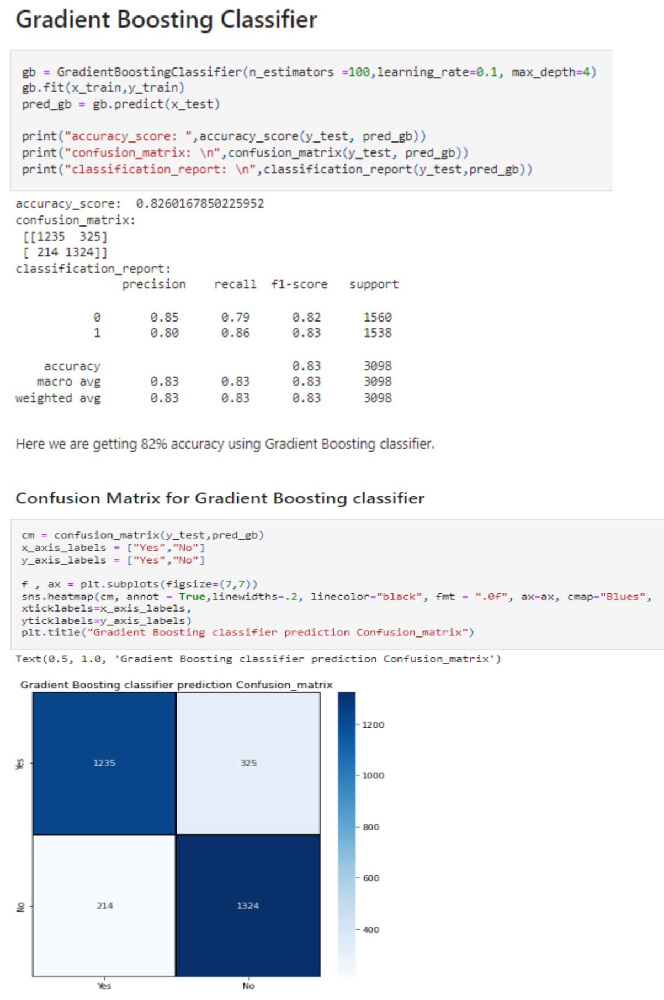 Gradient Boosting Classifier
gb = GradientBoostingClassifier(n_estimators =100,learning_rate=0.1, max_depth=4)
gb.fit(x_train,y_train)
pred_gb = gb.predict(x_test)
print("accuracy_score: ",accuracy_score(y_test, pred_gb))
print("confusion_matrix: \n",confusion_matrix(y_test, pred_gb))
print("classification_report: \n",classification_report(y_test,pred_gb))
accuracy_score:  0.8260167850225952
confusion_matrix:
[[1235  325]
[ 214 1324]]
classification_report:
precision    recall  f1-score   support
0       0.85      0.79      0.82      1560
1       0.80      0.86      0.83      1538
accuracy                           0.83      3098
macro avg       0.83      0.83      0.83      3098
weighted avg       0.83      0.83      0.83      3098
Here we are getting 82% accuracy using Gradient Boosting classifier.
Confusion Matrix for Gradient Boosting classifier
cm = confusion_matrix(y_test,pred_gb)
x_axis_labels = ["Yes","No"]
y_axis_labels = ["Yes","No"]
f , ax = plt.subplots(figsize=(7,7))
sns.heatmap(cm, annot = True,linewidths=.2, linecolor="black", fmt = ".0f", ax=ax, cmap="Blues",
xticklabels=x_axis_labels,
yticklabels=y_axis_labels)
plt.title("Gradient Boosting classifier prediction Confusion_matrix")
Text(0.5, 1.0, 'Gradient Boosting classifier prediction Confusion_matrix')
Gradient Boosting classifier prediction Confusion_matrix
1200
Yes 1235 325
1000
800
600
No 214 1324
400
Yes No